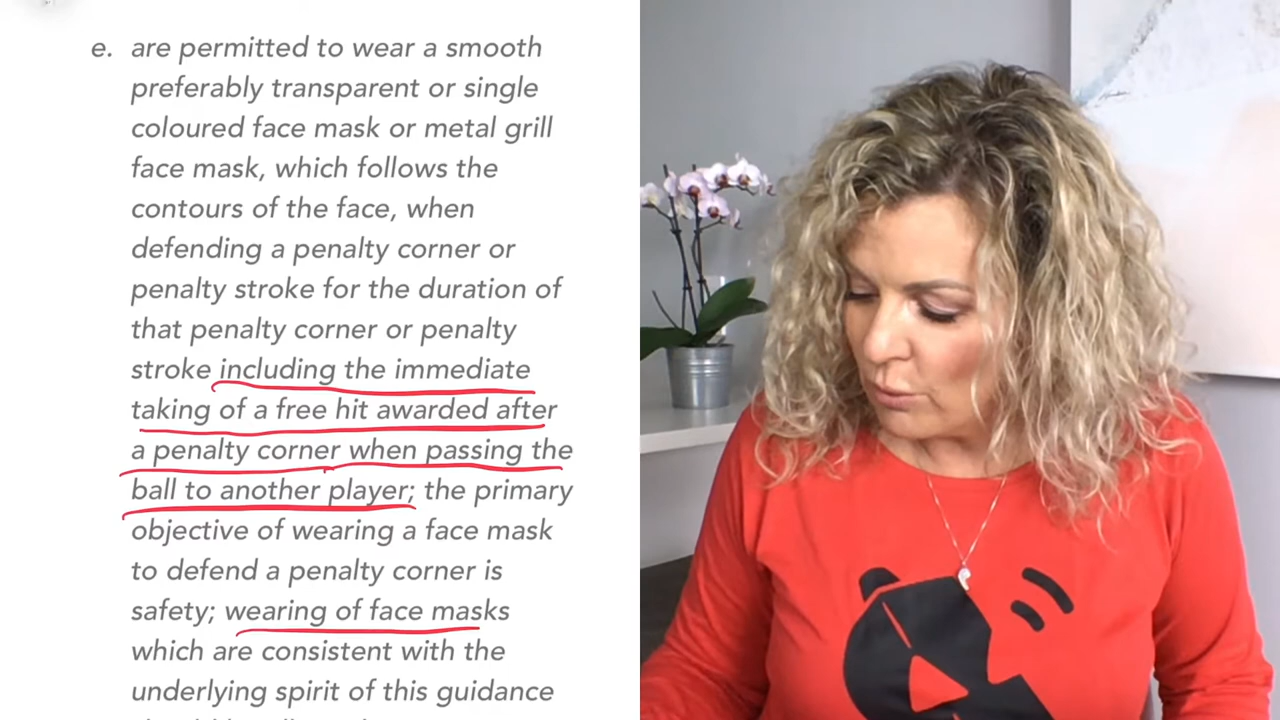 e. are permitted to wear a smooth
preferably transparent or single
coloured face mask or metal grill
face mask, which follows the
contours of the face, when
defending a penalty corner or
penalty stroke for the duration of
that penalty corner or penalty
stroke including the immediate
taking of a free hit awarded after
a penalty corner when passing the
ball to another player; the primary
objective of wearing a face mask
to defend a penalty corner is
safety; wearing of face masks
which are consistent with the
underlying spirit of this guidance